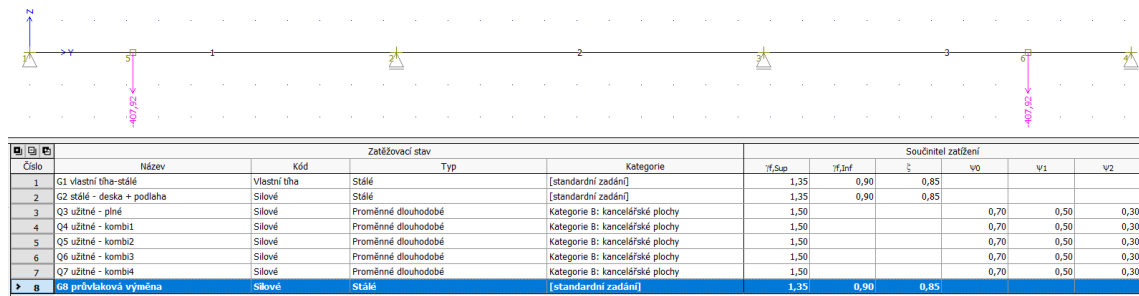 Z
Y
1 5 1 2 2 3 3 6 4
-407,92 -407,92
Zatěžovací stav Součinitel zatížení
Číslo Název Kód Typ Kategorie γf,Sup γf,Inf ξ ψ0 ψ1 ψ2
1 G1 vlastní tíha-stálé Vlastní tíha Stálé [standardní zadání] 1,35 0,90 0,85
2 G2 stálé - deska + podlaha Silové Stálé [standardní zadání] 1,35 0,90 0,85
3 Q3 užitné - plné Silové Proměnné dlouhodobé Kategorie B: kancelářské plochy 1,50 0,70 0,50 0,30
4 Q4 užitné - kombi1 Silové Proměnné dlouhodobé Kategorie B: kancelářské plochy 1,50 0,70 0,50 0,30
5 Q5 užitné - kombi2 Silové Proměnné dlouhodobé Kategorie B: kancelářské plochy 1,50 0,70 0,50 0,30
6 Q6 užitné - kombi3 Silové Proměnné dlouhodobé Kategorie B: kancelářské plochy 1,50 0,70 0,50 0,30
7 Q7 užitné - kombi4 Silové Proměnné dlouhodobé Kategorie B: kancelářské plochy 1,50 0,70 0,50 0,30
> 8 G8 průvlaková výměna Silové Stálé [standardní zadání] 1,35 0,90 0,85